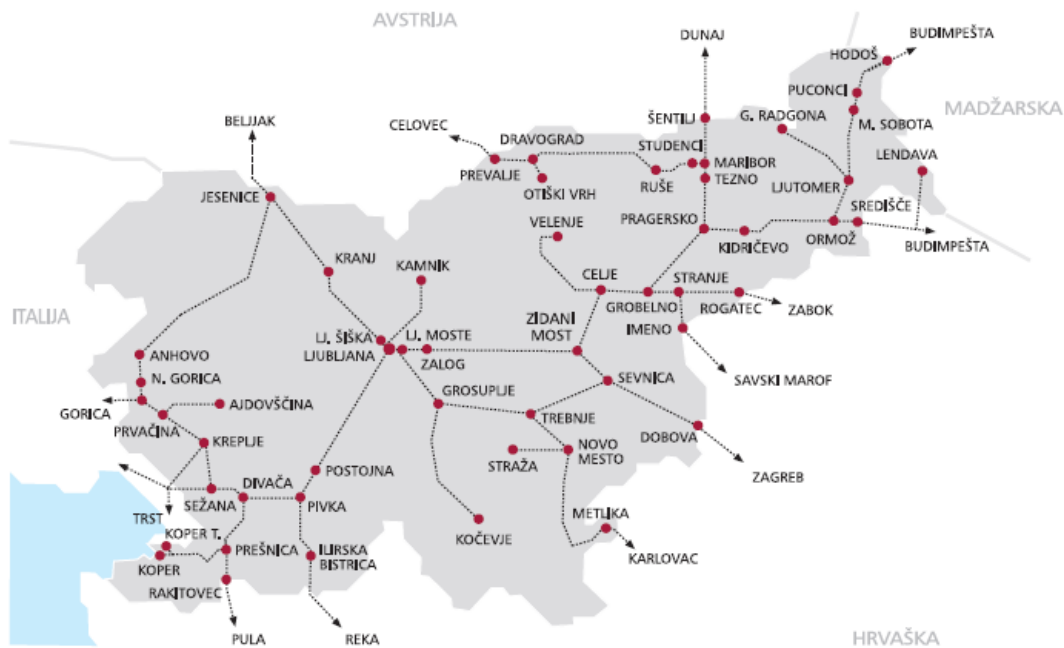 AVSTRIJA
DUNAJ
HODOŠ
BUDIMPEŠTA
PUCONCI
MADŽARSKA
BELJJAK
CELOVEC
DRAVOGRAD
ŠENTILJ
G. RADGONA
M. SOBOTA
STUDENCI
LENDAVA
PREVALJE
MARIBOR
JESENICE
OTIŠKI VRH
RUŠE
TEZNO
LJUTOMER
SREDIŠČE
VELENJE
PRAGERSKO
KIDRIČEVO
ORMOŽ
BUDIMPEŠTA
KRANJ
KAMNIK
CELJE
STRANJE
GROBELNO
ROGATEC
ZABOK
ITALIJA
ZIDANI
MOST
IMENO
LJ. ŠIŠKA
LJ. MOSTE
LJUBLJANA
ZALOG
ANHOVO
N. GORICA
SEVNICA
SAVSKI MAROF
GORICA
AJDOVŠČINA
GROSUPLJE
PRVAČINA
TREBNJE
DOBOVA
KREPLJE
STRAŽA
NOVO
MESTO
POSTOJNA
ZAGREB
DIVAČA
SEŽANA
PIVKA
TRST
METLIKA
KOPER T.
KOČEVJE
KOPER
PREŠNICA
ILIRSKA
BISTRICA
KARLOVAC
RAKITOVEC
PULA
REKA
HRVAŠKA